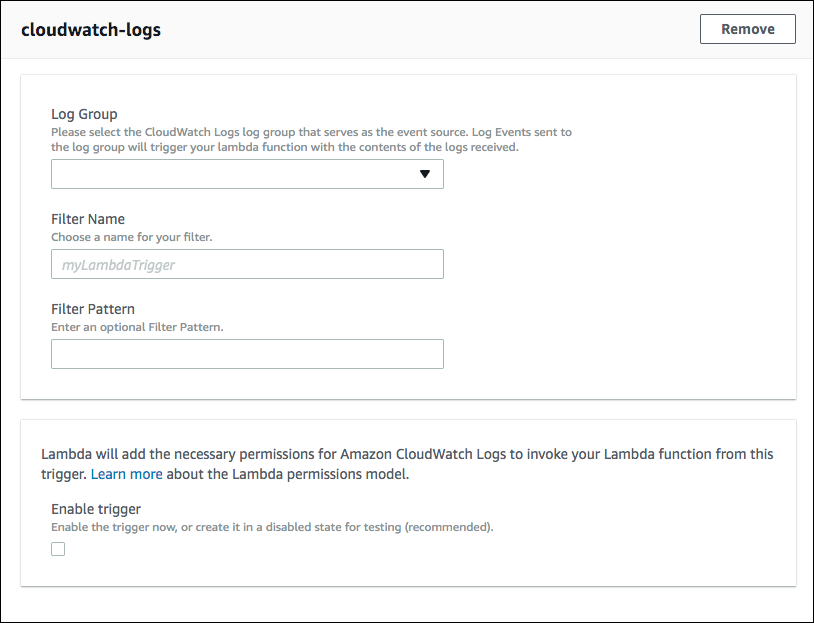 cloudwatch-logs
Remove
Log Group
Please select the CloudWatch Logs log group that serves as the event source. Log Events sent to
the log group will trigger your lambda function with the contents of the logs received.
Filter Name
Choose a name for your filter.
myLambdaTrigger
Filter Pattern
Enter an optional Filter Pattern.
Lambda will add the necessary permissions for Amazon CloudWatch Logs to invoke your Lambda function from this
trigger. Learn more about the Lambda permissions model.
Enable trigger
Enable the trigger now, or create it in a disabled state for testing (recommended).